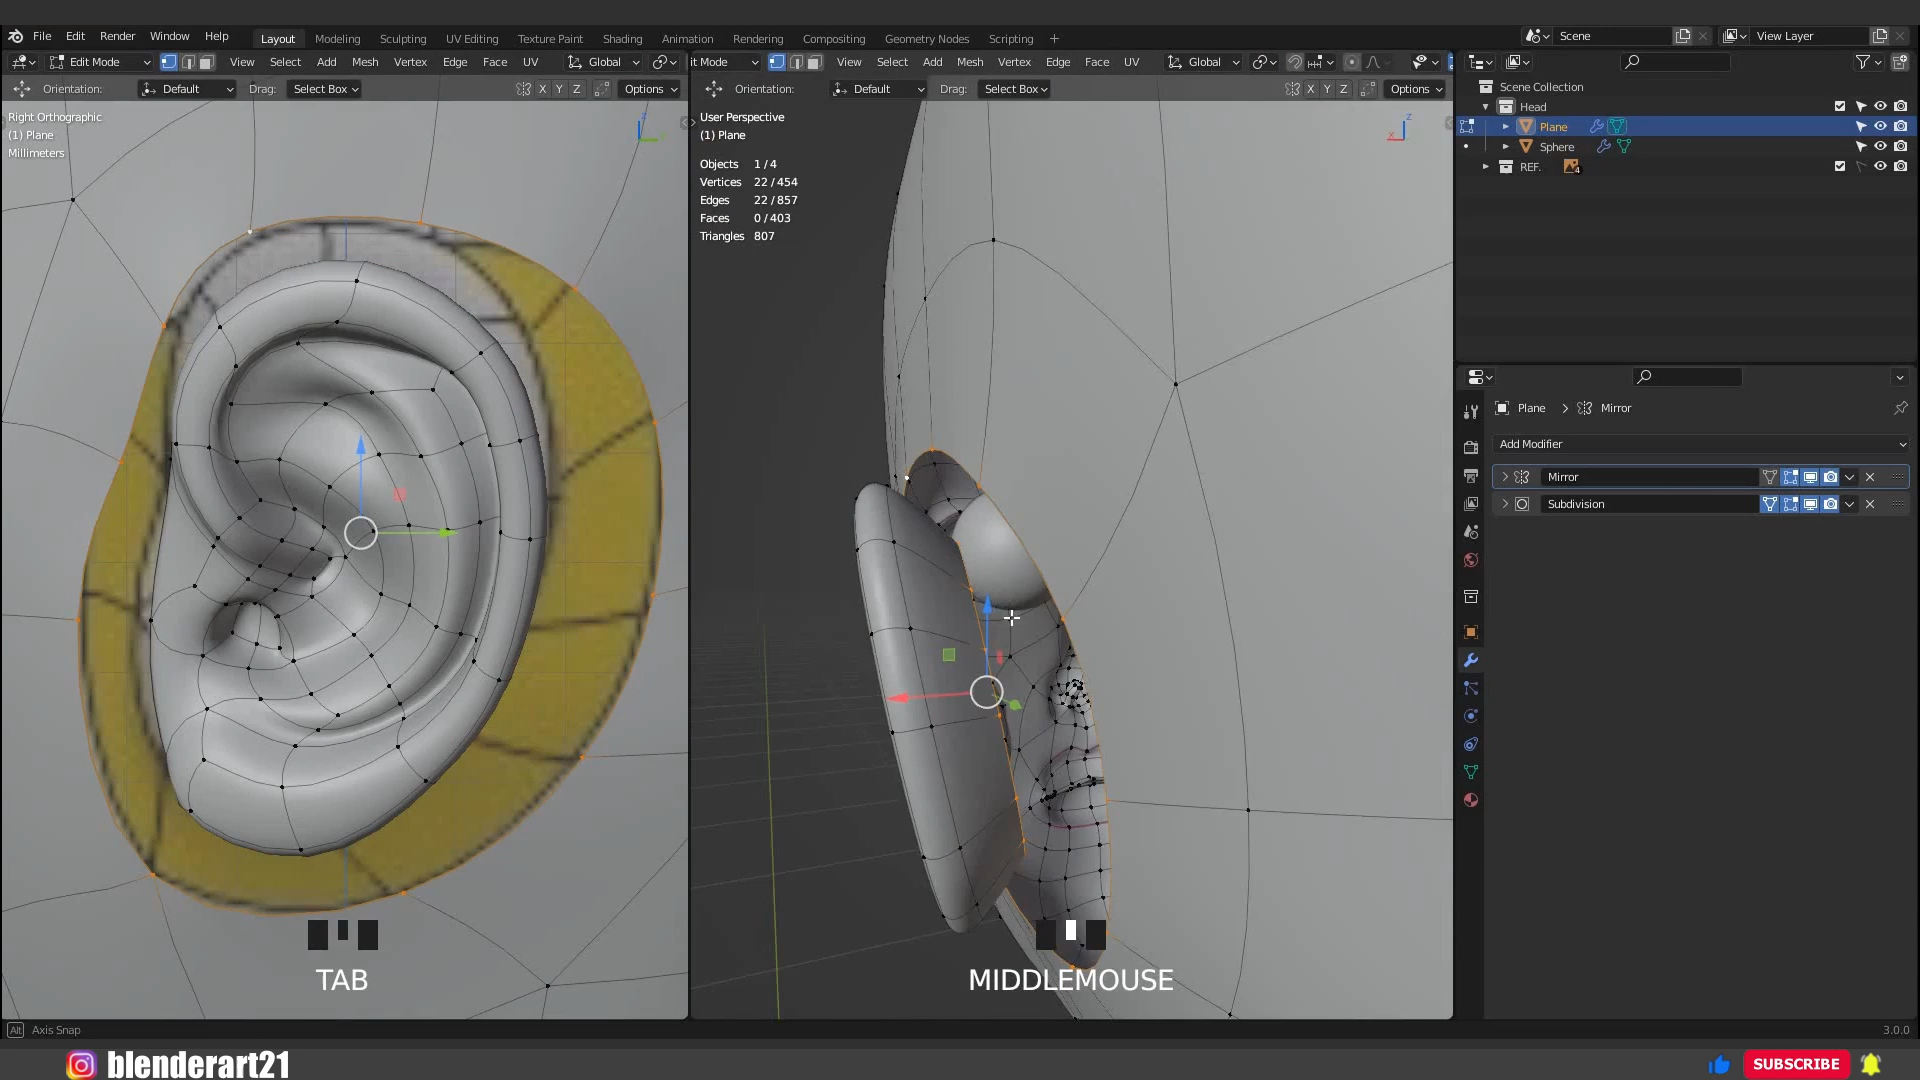 File Edit Render Window Help
Layout Modeling Sculpting UV Editing Texture Paint Shading Animation Rendering Compositing Geometry Nodes Scripting +
Scene View Layer
Edit Mode View Select Add Mesh Vertex Edge Face UV Global
it Mode View Select Add Mesh Vertex Edge Face UV Global
Orientation: Default Drag: Select Box X Y Z Options
Orientation: Default Drag: Select Box X Y Z Options
Right Orthographic
(1) Plane
Millimeters
User Perspective
(1) Plane
Objects 1 / 4
Vertices 22 / 454
Edges 22 / 857
Faces 0 / 403
Triangles 807
Z
Z
X
Scene Collection
Head
Plane
Sphere
REF. 4
Plane > Mirror
Add Modifier
Mirror
Subdivision
TAB
MIDDLEMOUSE
Alt Axis Snap
3.0.0
blenderart21
SUBSCRIBE